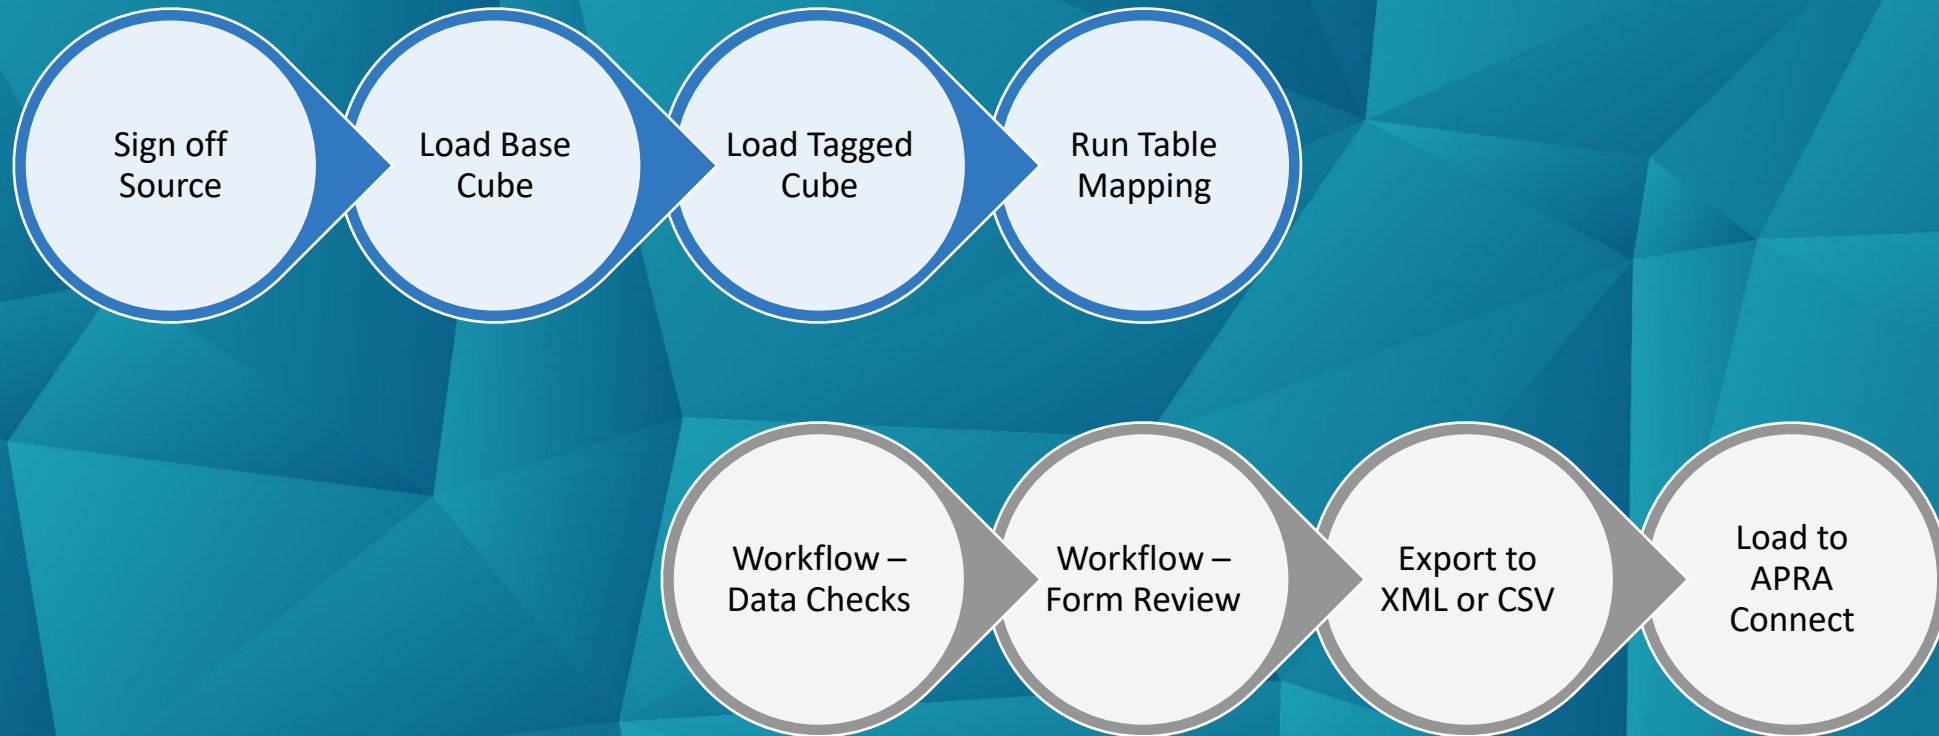 Sign off
Source
Load Base
Cube
Load Tagged
Cube
Run Table
Mapping
Workflow –
Data Checks
Workflow –
Form Review
Export to
XML or CSV
Load to
APRA
Connect